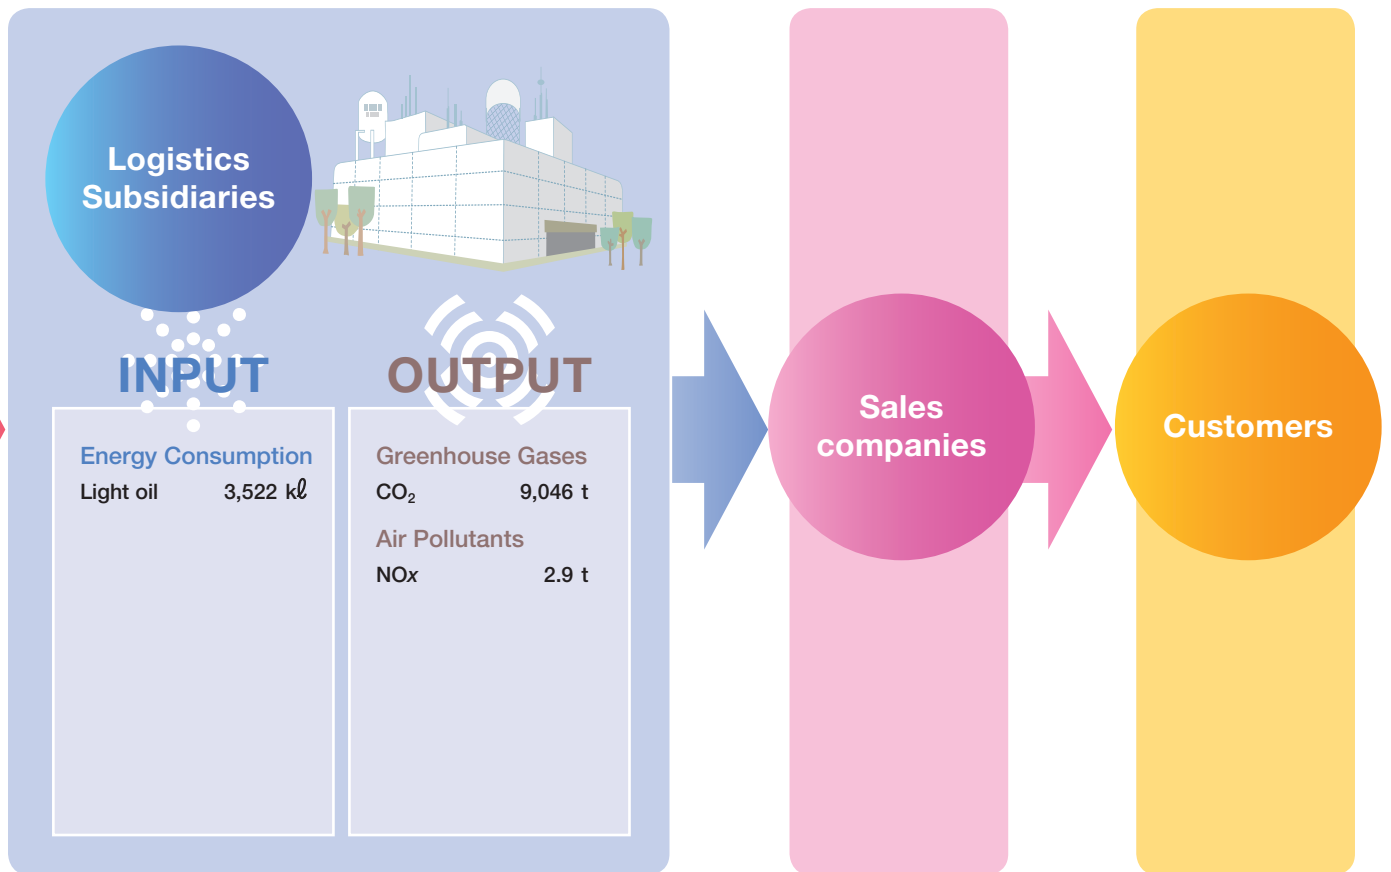 Logistics
Subsidiaries
INPUT
Energy Consumption
Light oil 3,522 kℓ
OUTPUT
Greenhouse Gases
CO₂ 9,046 t
Air Pollutants
NOx 2.9 t
Sales
companies
Customers